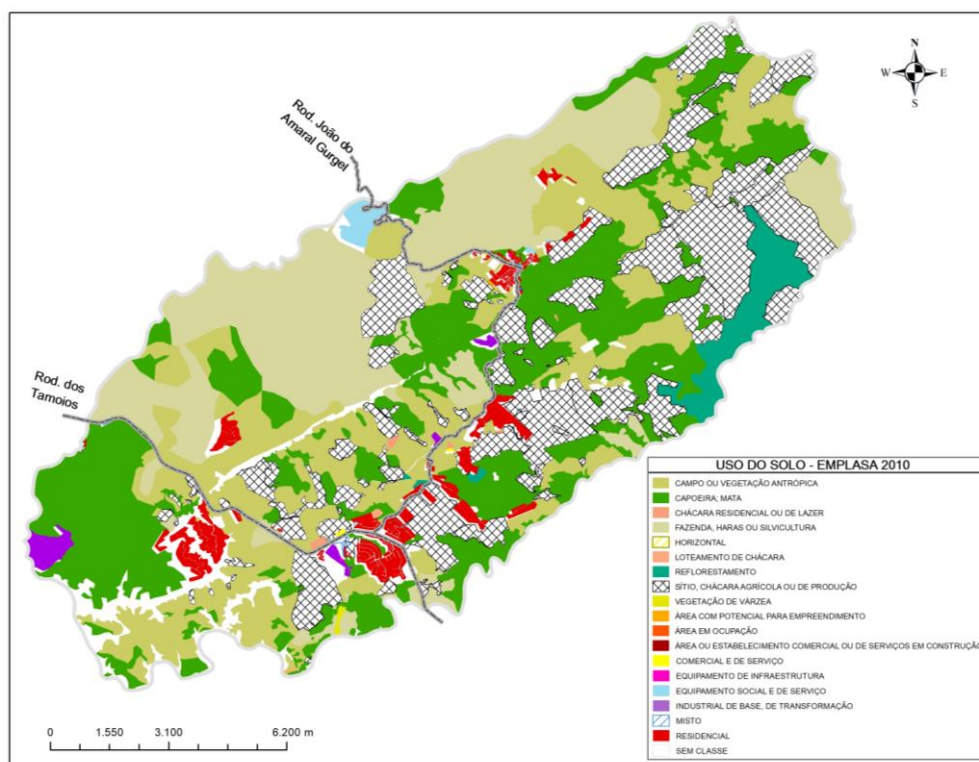 N
W E
S
Rod. João do
Amaral Gurgel
Rod. dos
Tamoios
USO DO SOLO - EMPLASA 2010
CAMPO OU VEGETAÇÃO ANTRÓPICA
CAPOEIRA; MATA
CHÁCARA RESIDENCIAL OU DE LAZER
FAZENDA, HARAS OU SILVICULTURA
HORIZONTAL
LOTEAMENTO DE CHÁCARA
REFLORESTAMENTO
SÍTIO, CHÁCARA AGRÍCOLA OU DE PRODUÇÃO
VEGETAÇÃO DE VÁRZEA
ÁREA COM POTENCIAL PARA EMPREENDIMENTO
ÁREA EM OCUPAÇÃO
ÁREA OU ESTABELECIMENTO COMERCIAL OU DE SERVIÇOS EM CONSTRUÇÃO
COMERCIAL E DE SERVIÇO
EQUIPAMENTO DE INFRAESTRUTURA
EQUIPAMENTO SOCIAL E DE SERVIÇO
INDUSTRIAL DE BASE, DE TRANSFORMAÇÃO
MISTO
RESIDENCIAL
SEM CLASSE
0 1.550 3.100 6.200 m